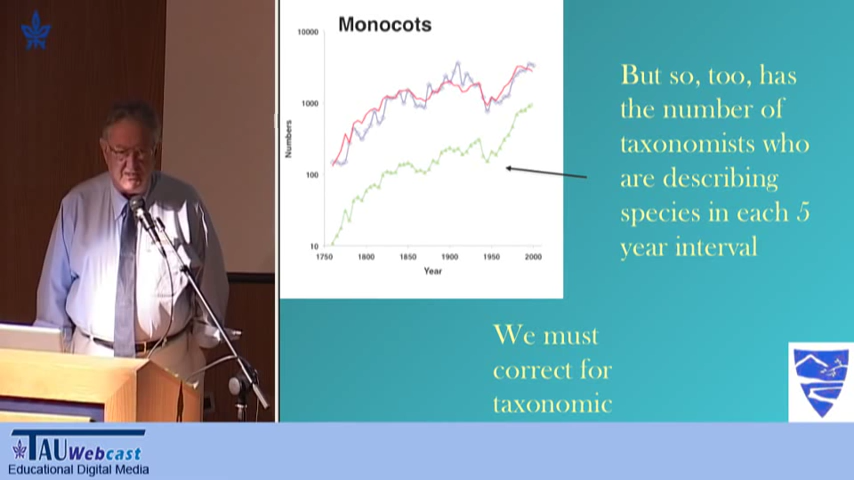 Monocots
10000
1000
100
10
Numbers
1750
1800
1850
1900
1950
2000
Year
But so, too, has
the number of
taxonomists who
are describing
species in each 5
year interval
We must
correct for
taxonomic
TAU Webcast
Educational Digital Media